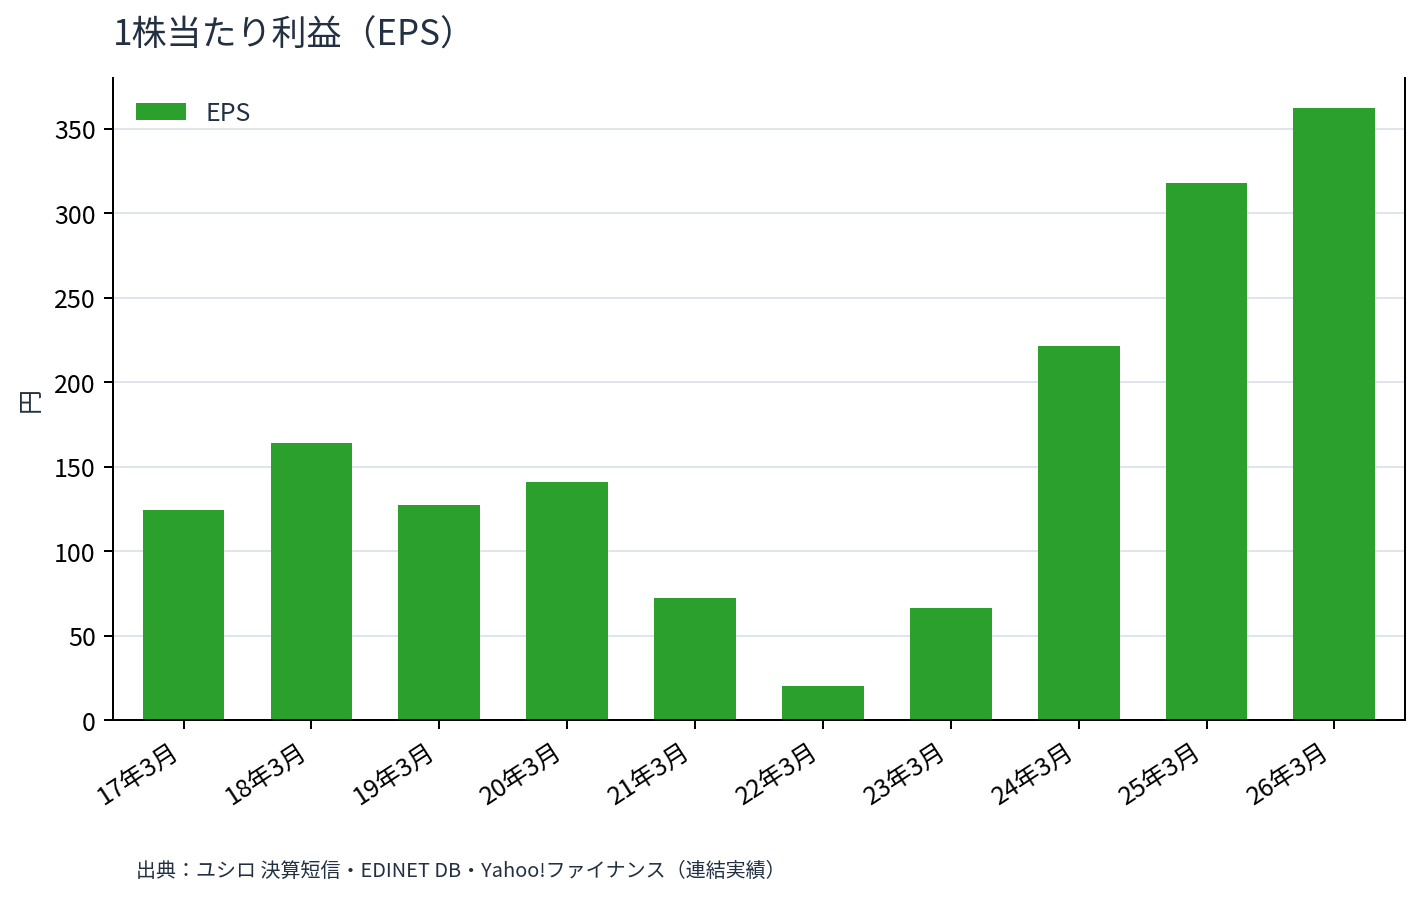 1株当たり利益（EPS）
EPS
円
350
300
250
200
150
100
50
0
17年3月
18年3月
19年3月
20年3月
21年3月
22年3月
23年3月
24年3月
25年3月
26年3月
出典：ユシロ 決算短信・EDINET DB・Yahoo!ファイナンス（連結実績）